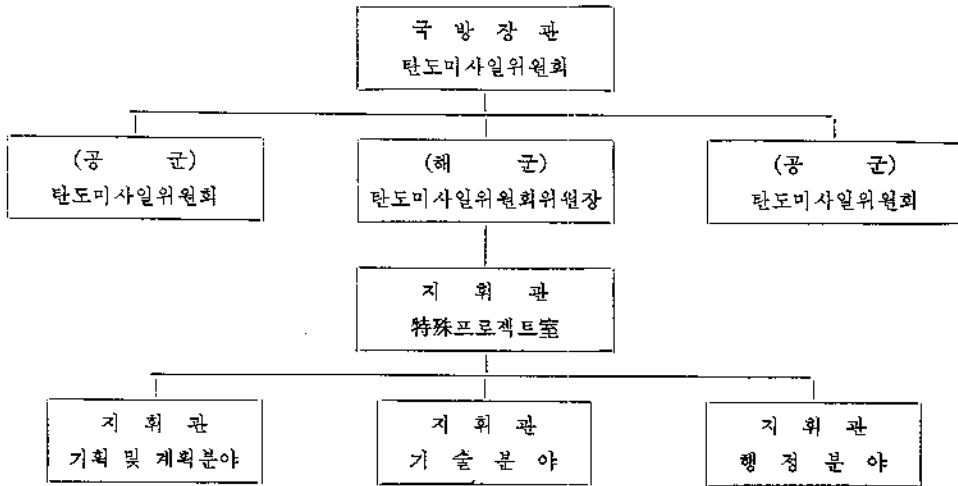 국 방 장 관
탄도미사일위원회
(공 군)
탄도미사일위원회
(해 군)
탄도미사일위원회위원장
(공 군)
탄도미사일위원회
지 휘 관
特殊프로젝트室
지 휘 관
기획 및 계획분야
지 휘 관
기 술 분 야
지 휘 관
행 정 분 야